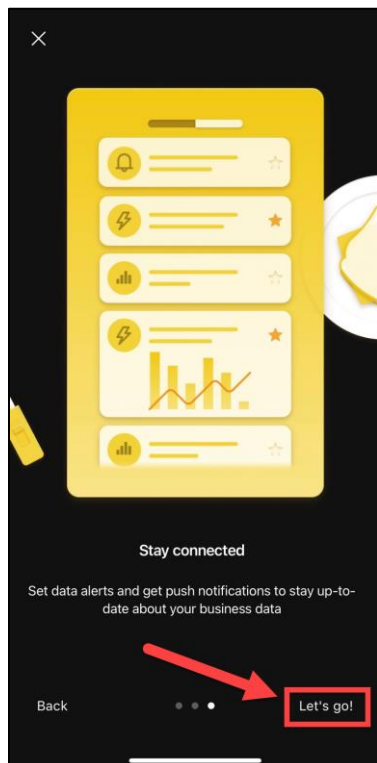 Stay connected
Set data alerts and get push notifications to stay up-to-
date about your business data
Back
Let's go!